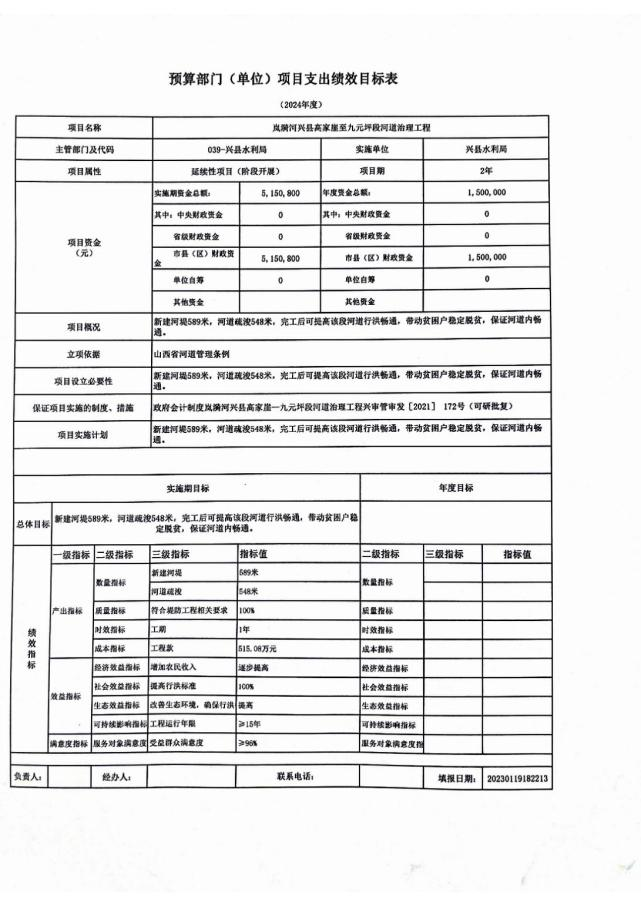 预算部门（单位）项目支出绩效目标表
（2024年度）
项目名称 岚漪河兴县高家崖至九元坪段河道治理工程
主管部门及代码 039-兴县水利局 实施单位 兴县水利局
项目属性 延续性项目（阶段开展） 项目期 2年
项目资金
（元）
实施期资金总额： 5,150,800 年度资金总额： 1,500,000
其中：中央财政资金 0 其中：中央财政资金 0
省级财政资金 0 省级财政资金 0
市县（区）财政资
金 5,150,800 市县（区）财政资金 1,500,000
单位自筹 0 单位自筹 0
其他资金 其他资金
项目概况 新建河堤589米，河道疏浚548米，完工后可提高该段河道行洪畅通，带动贫困户稳定脱贫，保证河道内畅
通。
立项依据 山西省河道管理条例
项目设立必要性 新建河堤589米，河道疏浚548米，完工后可提高该段河道行洪畅通，带动贫困户稳定脱贫，保证河道内畅
通。
保证项目实施的制度、措施 政府会计制度岚漪河兴县高家崖—九元坪段河道治理工程兴审管审发［2021］ 172号（可研批复）
项目实施计划 新建河堤589米，河道疏浚548米，完工后可提高该段河道行洪畅通，带动贫困户稳定脱贫，保证河道内畅
通。
实施期目标 年度目标
总体目标 新建河堤589米，河道疏浚548米，完工后可提高该段河道行洪畅通，带动贫困户稳
定脱贫，保证河道内畅通。
绩效指标
一级指标 二级指标 三级指标 指标值 二级指标 三级指标 指标值
产出指标 数量指标 新建河堤 589米 数量指标
河道疏浚 548米
质量指标 符合堤防工程相关要求 100% 质量指标
时效指标 工期 1年 时效指标
成本指标 工程款 515.08万元 成本指标
效益指标 经济效益指标 增加农民收入 逐步提高 经济效益指标
社会效益指标 提高行洪标准 100% 社会效益指标
生态效益指标 改善生态环境，确保行洪 提高 生态效益指标
可持续影响指标 工程运行年限 ≥15年 可持续影响指标
满意度指标 服务对象满意度 受益群众满意度 ≥96% 服务对象满意度指
负责人： 经办人： 联系电话： 填报日期： 20230119182213